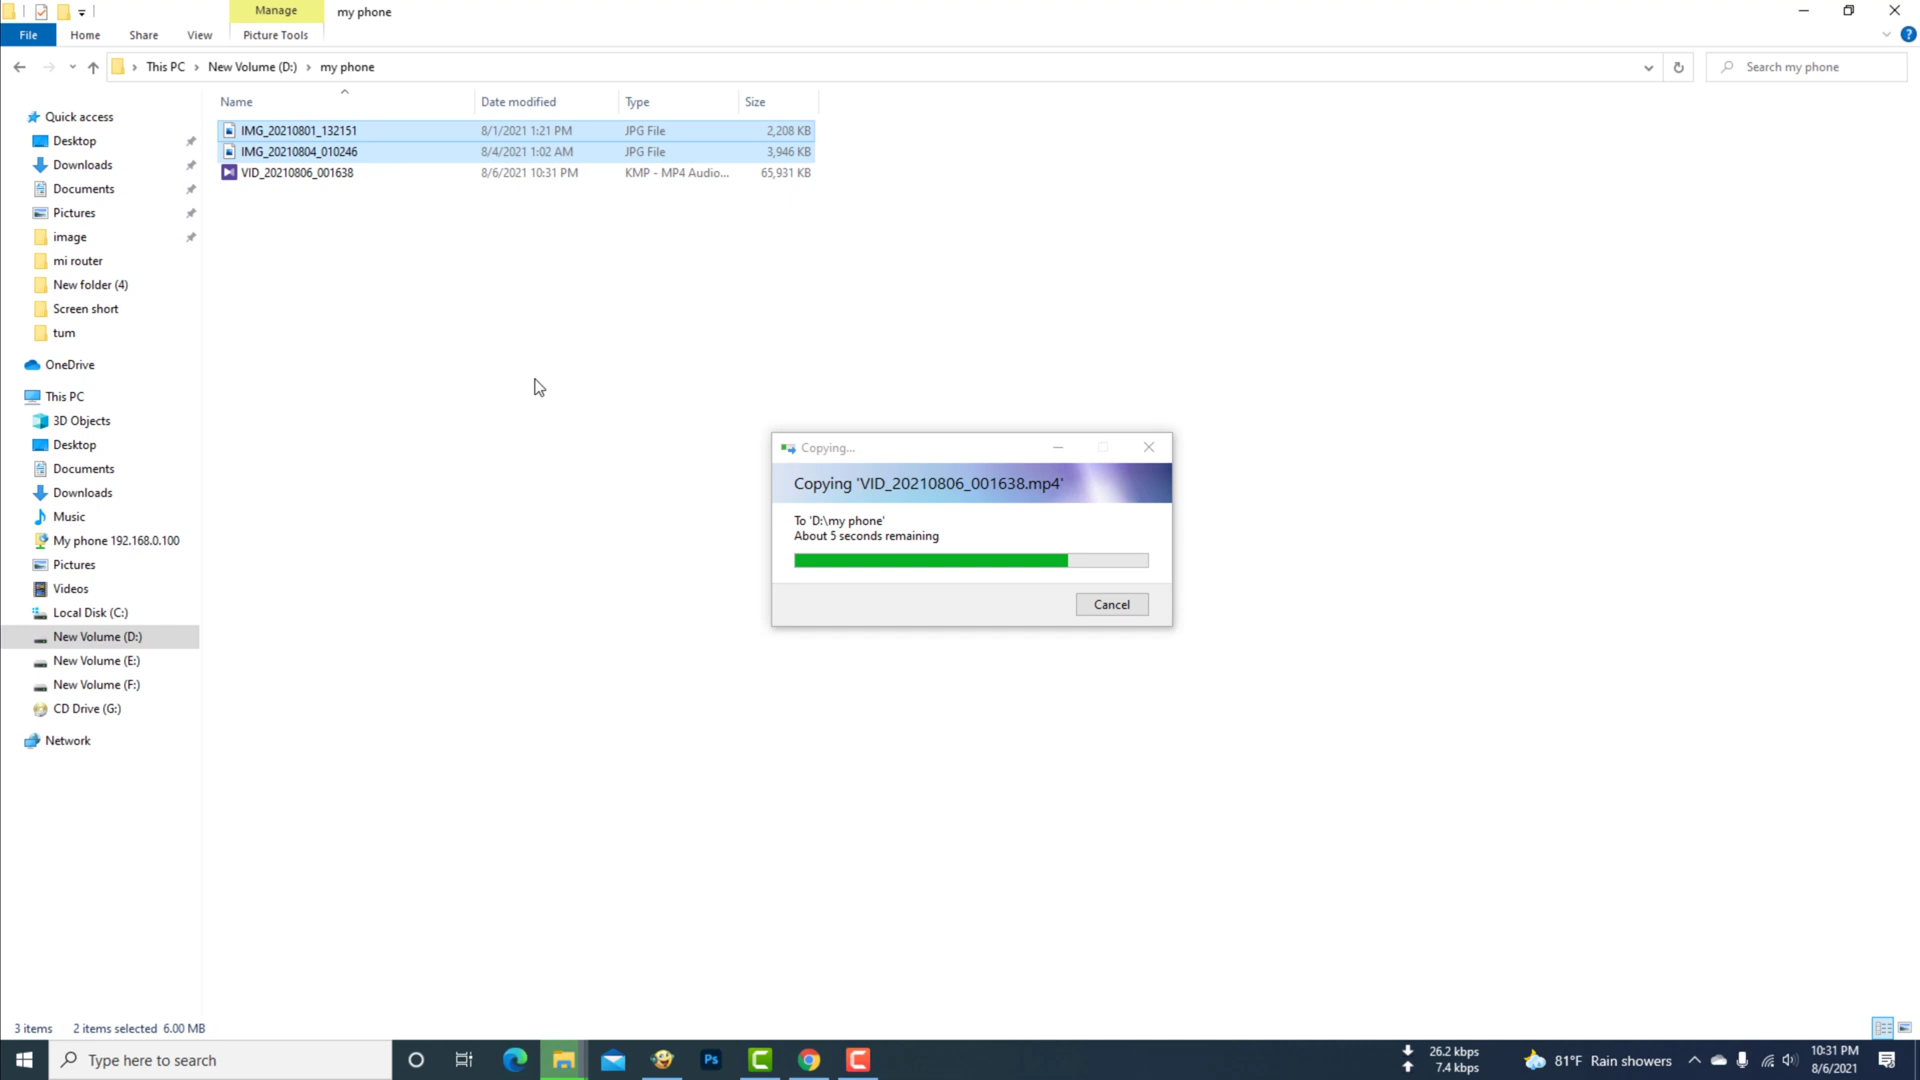 Manage
my phone
File
Home
Share
View
Picture Tools
This PC
New Volume (D:)
my phone
Search my phone
Name
Date modified
Type
Size
IMG_20210801_132151
8/1/2021 1:21 PM
JPG File
2,208 KB
IMG_20210804_010246
8/4/2021 1:02 AM
JPG File
3,946 KB
VID_20210806_001638
8/6/2021 10:31 PM
KMP - MP4 Audio...
65,931 KB
Quick access
Desktop
Downloads
Documents
Pictures
image
mi router
New folder (4)
Screen short
tum
OneDrive
This PC
3D Objects
Desktop
Documents
Downloads
Music
My phone 192.168.0.100
Pictures
Videos
Local Disk (C:)
New Volume (D:)
New Volume (E:)
New Volume (F:)
CD Drive (G:)
Network
Copying...
Copying 'VID_20210806_001638.mp4'
To 'D:\my phone'
About 5 seconds remaining
Cancel
3 items
2 items selected 6.00 MB
Type here to search
Ps
26.2 kbps
7.4 kbps
81°F Rain showers
10:31 PM
8/6/2021